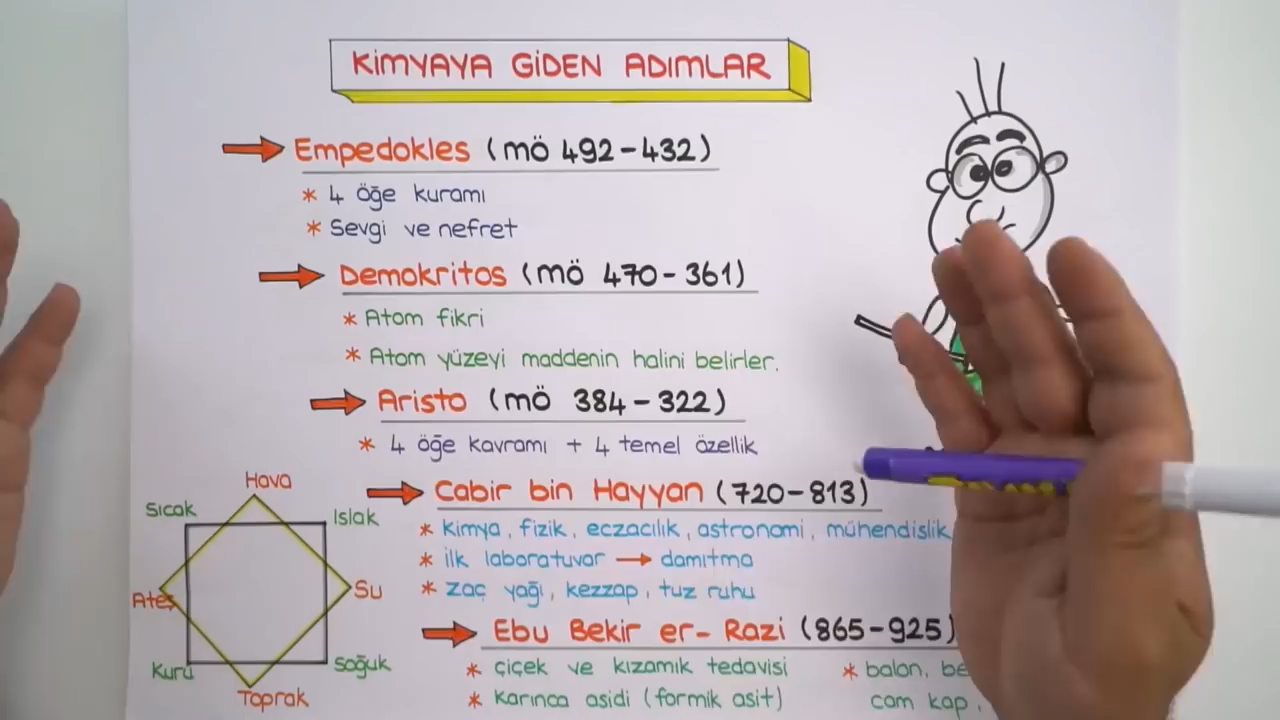 KİMYAYA GİDEN ADIMLAR
Empedokles (mö 492-432)
* 4 öğe kuramı
* Sevgi ve nefret
Demokritos (mö 470-361)
* Atom fikri
* Atom yüzeyi maddenin halini belirler.
Aristo (mö 384-322)
* 4 öğe kavramı + 4 temel özellik
Hava
Sıcak
Islak
Ateş
Su
Kuru
Soğuk
Toprak
Cabir bin Hayyan (720-813)
* Kimya, fizik, eczacılık, astronomi, mühendislik
* ilk laboratuvar → damıtma
* zaç yağı, kezzap, tuz ruhu
Ebu Bekir er-Razi (865-925)
* çiçek ve kızamık tedavisi
* karınca asidi (formik asit)
* balon,
cam kap,